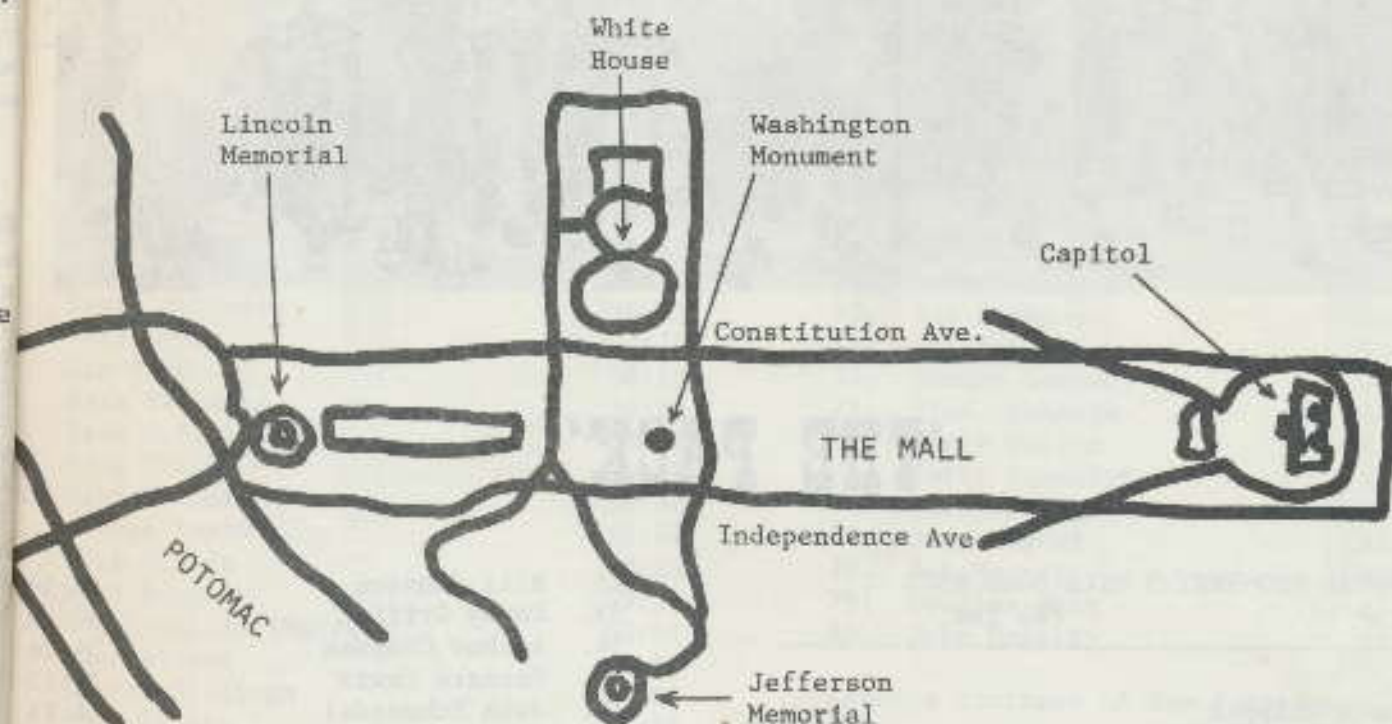 White
House
Lincoln
Memorial
Washington
Monument
Capitol
Constitution Ave.
THE MALL
Independence Ave
POTOMAC
Jefferson
Memorial